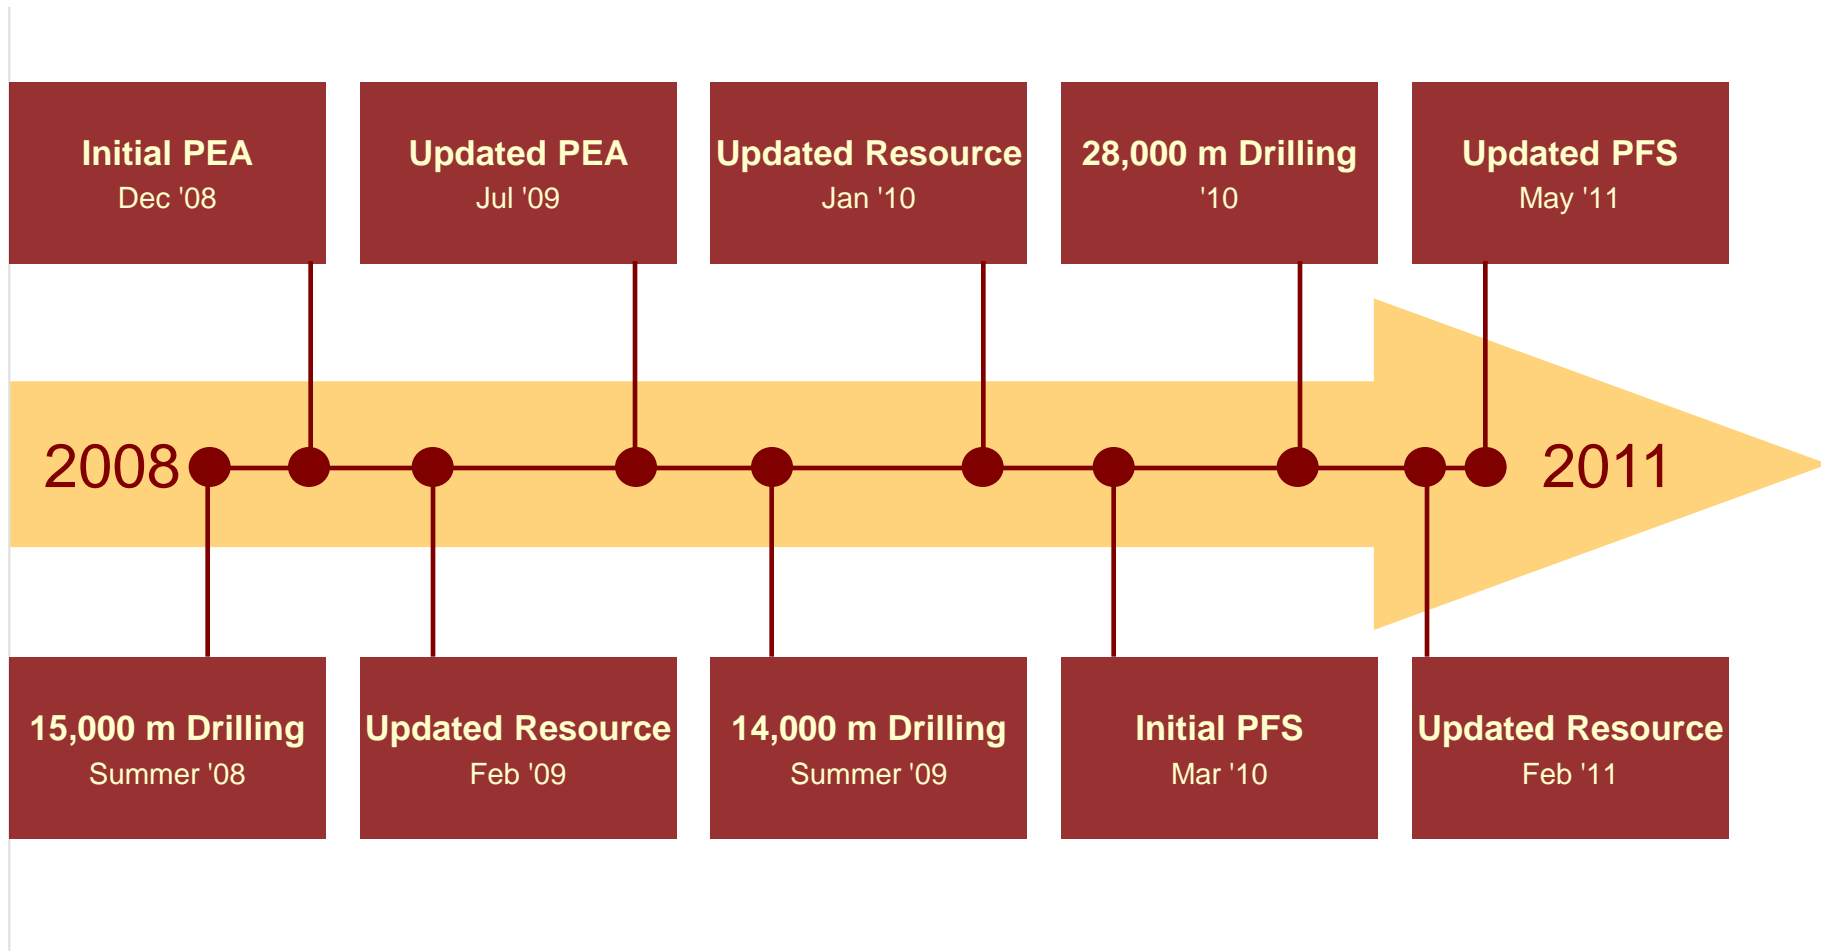 Initial PEA
Dec '08
Updated PEA
Jul '09
Updated Resource
Jan '10
28,000 m Drilling
'10
Updated PFS
May '11
2008
2011
15,000 m Drilling
Summer '08
Updated Resource
Feb '09
14,000 m Drilling
Summer '09
Initial PFS
Mar '10
Updated Resource
Feb '11